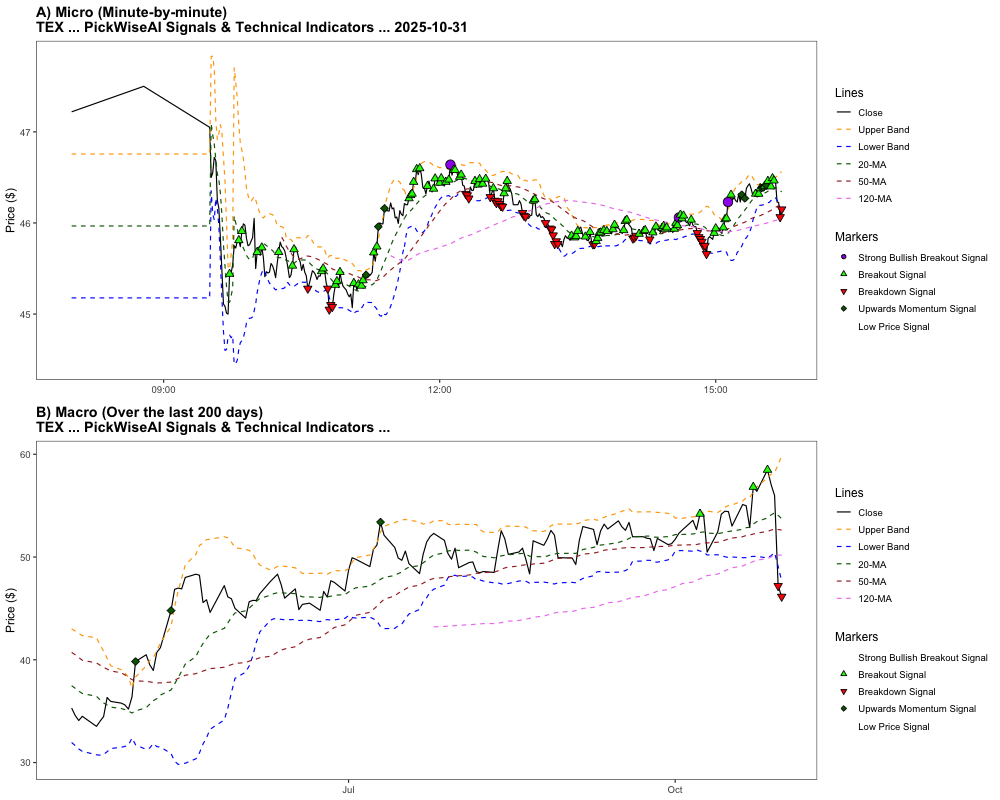 A) Micro (Minute-by-minute)
TEX ... PickWiseAI Signals & Technical Indicators ... 2025-10-31
Price ($)
47
46
45
09:00
12:00
15:00
Lines
Close
Upper Band
Lower Band
20-MA
50-MA
120-MA
Markers
Strong Bullish Breakout Signal
Breakout Signal
Breakdown Signal
Upwards Momentum Signal
Low Price Signal
B) Macro (Over the last 200 days)
TEX ... PickWiseAI Signals & Technical Indicators ...
Price ($)
60
50
40
30
Jul
Oct
Lines
Close
Upper Band
Lower Band
20-MA
50-MA
120-MA
Markers
Strong Bullish Breakout Signal
Breakout Signal
Breakdown Signal
Upwards Momentum Signal
Low Price Signal